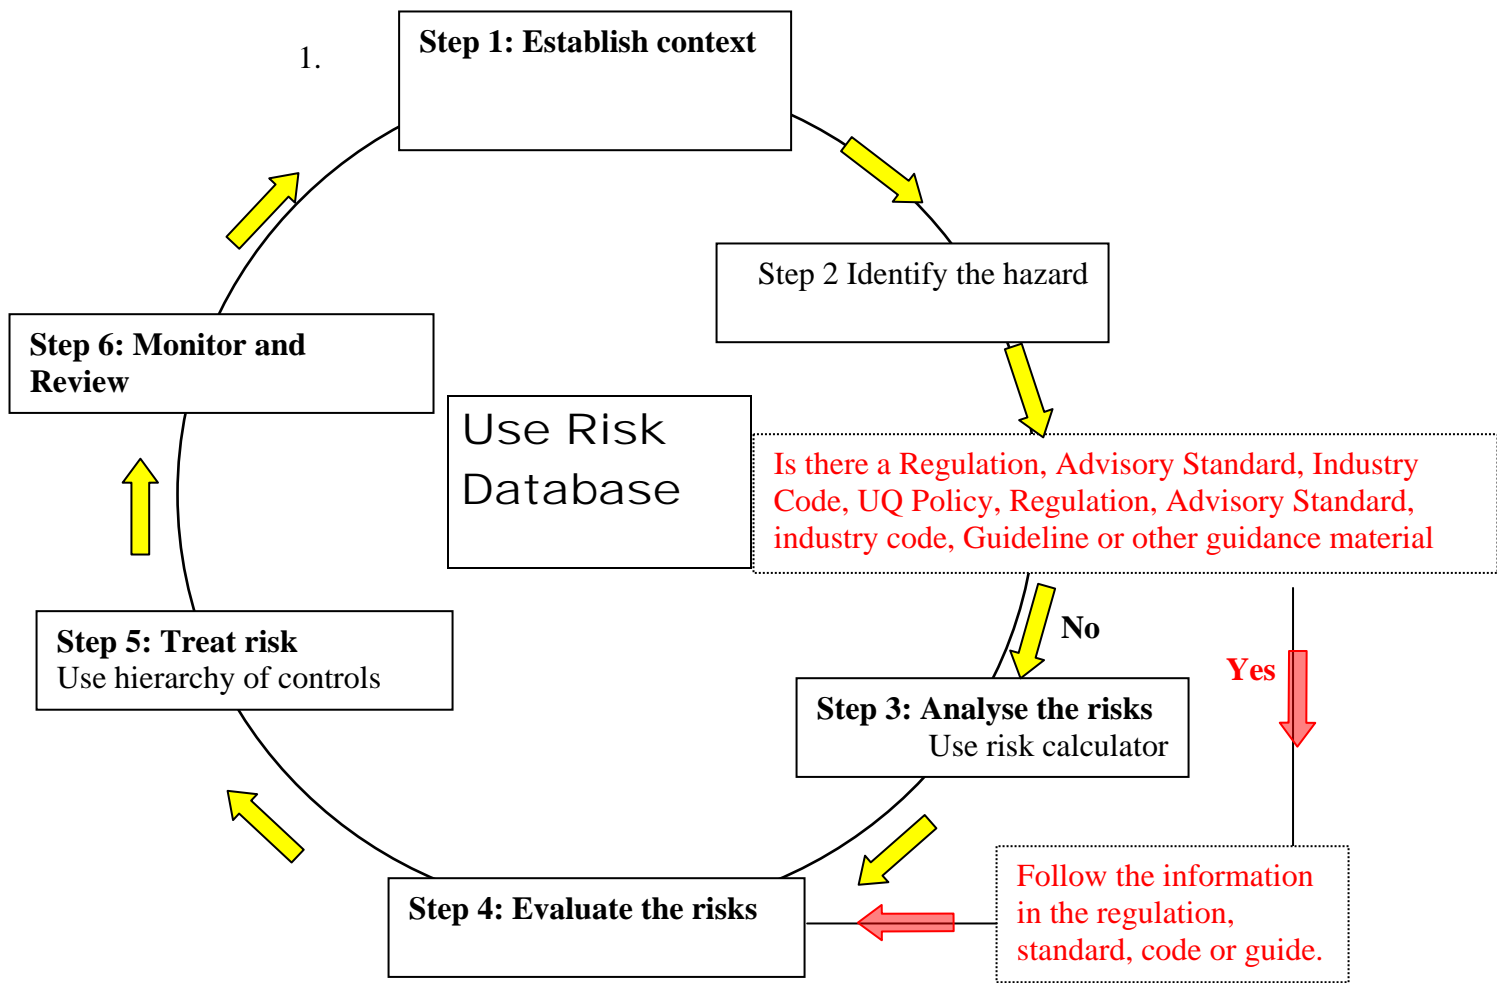 1.
Step 1: Establish context
Step 2 Identify the hazard
Step 6: Monitor and
Review
Use Risk
Database
Is there a Regulation, Advisory Standard, Industry
Code, UQ Policy, Regulation, Advisory Standard,
industry code, Guideline or other guidance material
No
Yes
Step 5: Treat risk
Use hierarchy of controls
Step 3: Analyse the risks
Use risk calculator
Step 4: Evaluate the risks
Follow the information
in the regulation,
standard, code or guide.